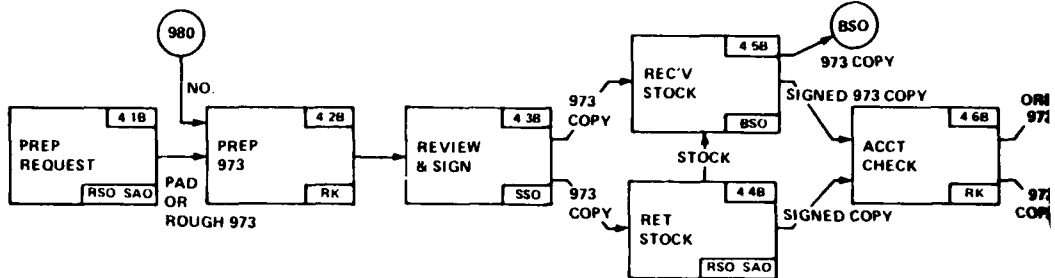 980
NO.
4 1B
PREP
REQUEST
RSO SAO
PAD
OR
ROUGH 973
4 2B
PREP
973
RK
4 3B
REVIEW
& SIGN
SSO
973
COPY
973
COPY
4 5B
REC'V
STOCK
BSO
STOCK
4 4B
RET
STOCK
RSO SAO
BSO
973 COPY
SIGNED 973 COPY
SIGNED COPY
4 6B
ACCT
CHECK
RK
973